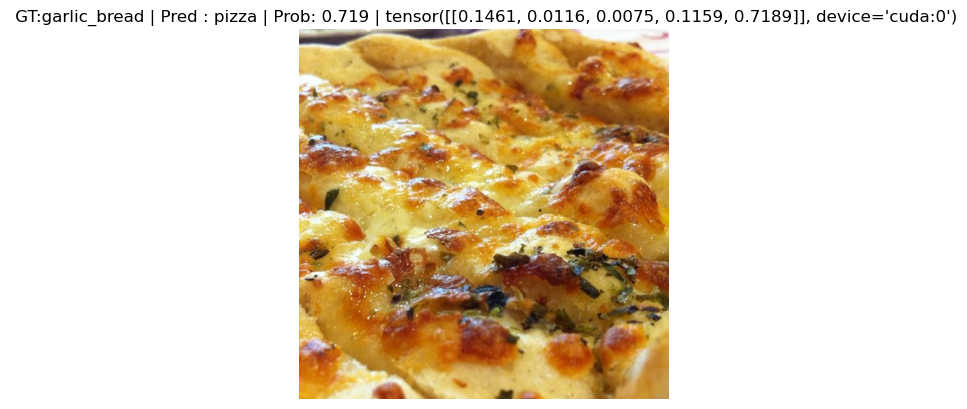 GT:garlic_bread | Pred : pizza | Prob: 0.719 | tensor([[0.1461, 0.0116, 0.0075, 0.1159, 0.7189]], device='cuda:0')